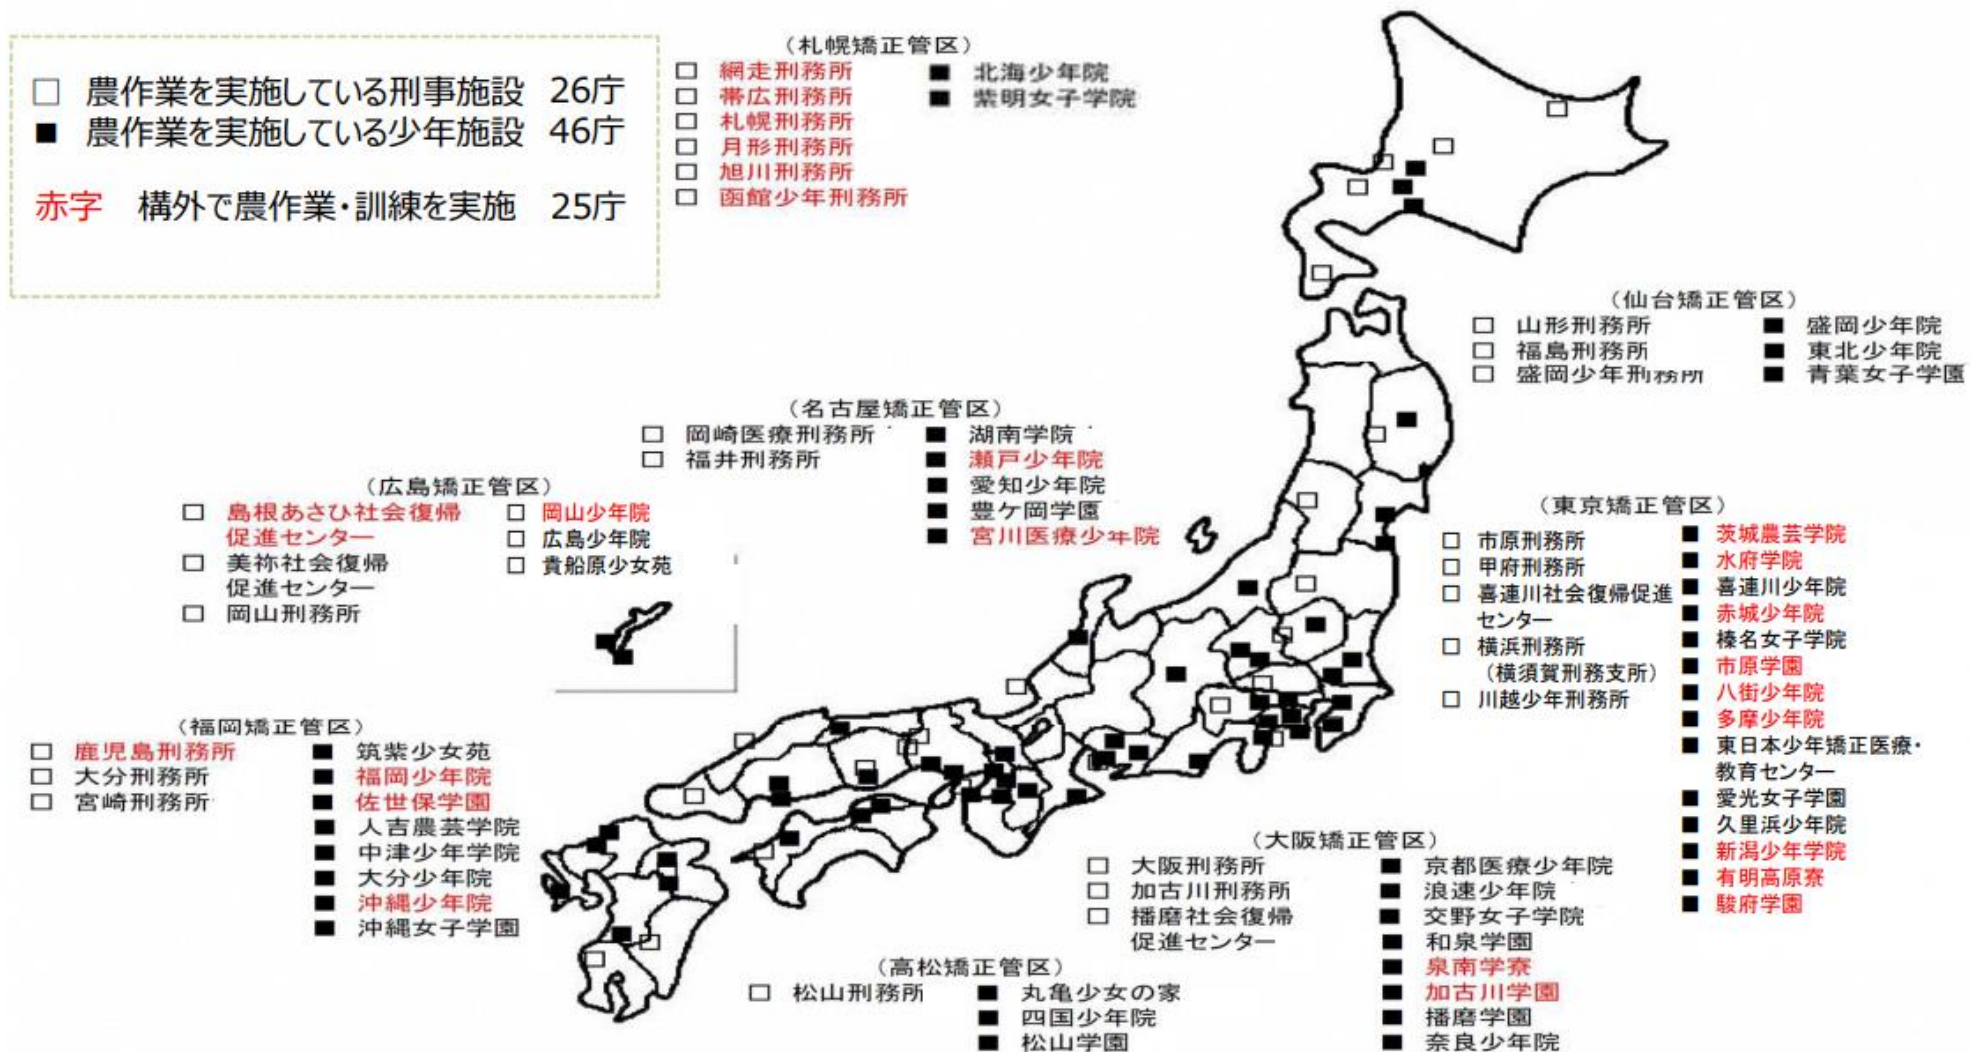 □ 農作業を実施している刑事施設 26庁
■ 農作業を実施している少年施設 46庁
赤字 構外で農作業・訓練を実施 25庁
（札幌矯正管区）
□ 網走刑務所
□ 帯広刑務所
□ 札幌刑務所
□ 月形刑務所
□ 旭川刑務所
□ 函館少年刑務所
■ 北海少年院
■ 紫明女子学院
（仙台矯正管区）
□ 山形刑務所
□ 福島刑務所
□ 盛岡少年刑務所
■ 盛岡少年院
■ 東北少年院
■ 青葉女子学園
（名古屋矯正管区）
□ 岡崎医療刑務所
□ 福井刑務所
■ 湖南学院
■ 瀬戸少年院
■ 愛知少年院
■ 豊ケ岡学園
■ 宮川医療少年院
（広島矯正管区）
□ 島根あさひ社会復帰
促進センター
□ 美祢社会復帰
促進センター
□ 岡山刑務所
□ 岡山少年院
□ 広島少年院
□ 貴船原少女苑
（東京矯正管区）
□ 市原刑務所
□ 甲府刑務所
□ 喜連川社会復帰促進
センター
□ 横浜刑務所
（横須賀刑務支所）
□ 川越少年刑務所
■ 茨城農芸学院
■ 水府学院
■ 喜連川少年院
■ 赤城少年院
■ 榛名女子学院
■ 市原学園
■ 八街少年院
■ 多摩少年院
■ 東日本少年矯正医療・
教育センター
■ 愛光女子学園
■ 久里浜少年院
■ 新潟少年学院
■ 有明高原寮
■ 駿府学園
（福岡矯正管区）
□ 鹿児島刑務所
□ 大分刑務所
□ 宮崎刑務所
■ 筑紫少女苑
■ 福岡少年院
■ 佐世保学園
■ 人吉農芸学院
■ 中津少年学院
■ 大分少年院
■ 沖縄少年院
■ 沖縄女子学園
（大阪矯正管区）
□ 大阪刑務所
□ 加古川刑務所
□ 播磨社会復帰
促進センター
■ 京都医療少年院
■ 浪速少年院
■ 交野女子学院
■ 和泉学園
■ 泉南学寮
■ 加古川学園
■ 播磨学園
■ 奈良少年院
（高松矯正管区）
□ 松山刑務所
■ 丸亀少女の家
■ 四国少年院
■ 松山学園